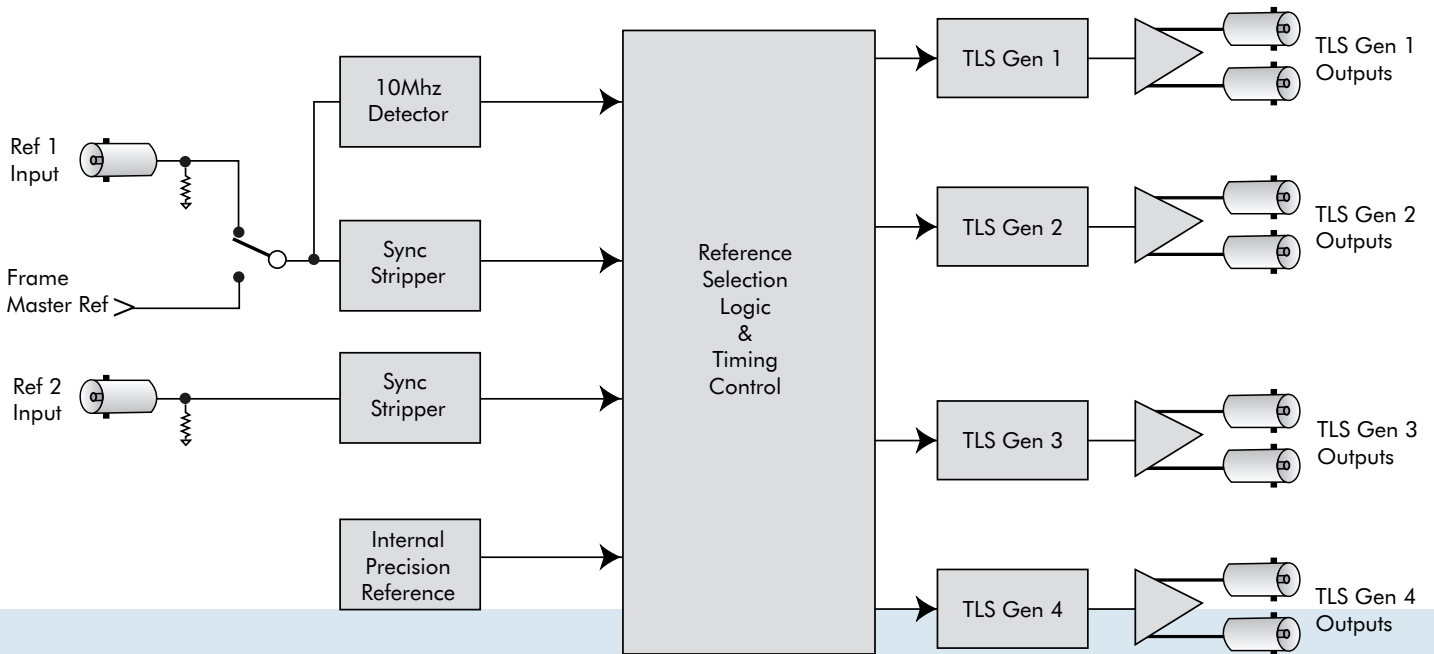 Ref 1
Input
Frame
Master Ref
Ref 2
Input
10Mhz
Detector
Sync
Stripper
Sync
Stripper
Internal
Precision
Reference
Reference
Selection
Logic
&
Timing
Control
TLS Gen 1
TLS Gen 1
Outputs
TLS Gen 2
TLS Gen 2
Outputs
TLS Gen 3
TLS Gen 3
Outputs
TLS Gen 4
TLS Gen 4
Outputs